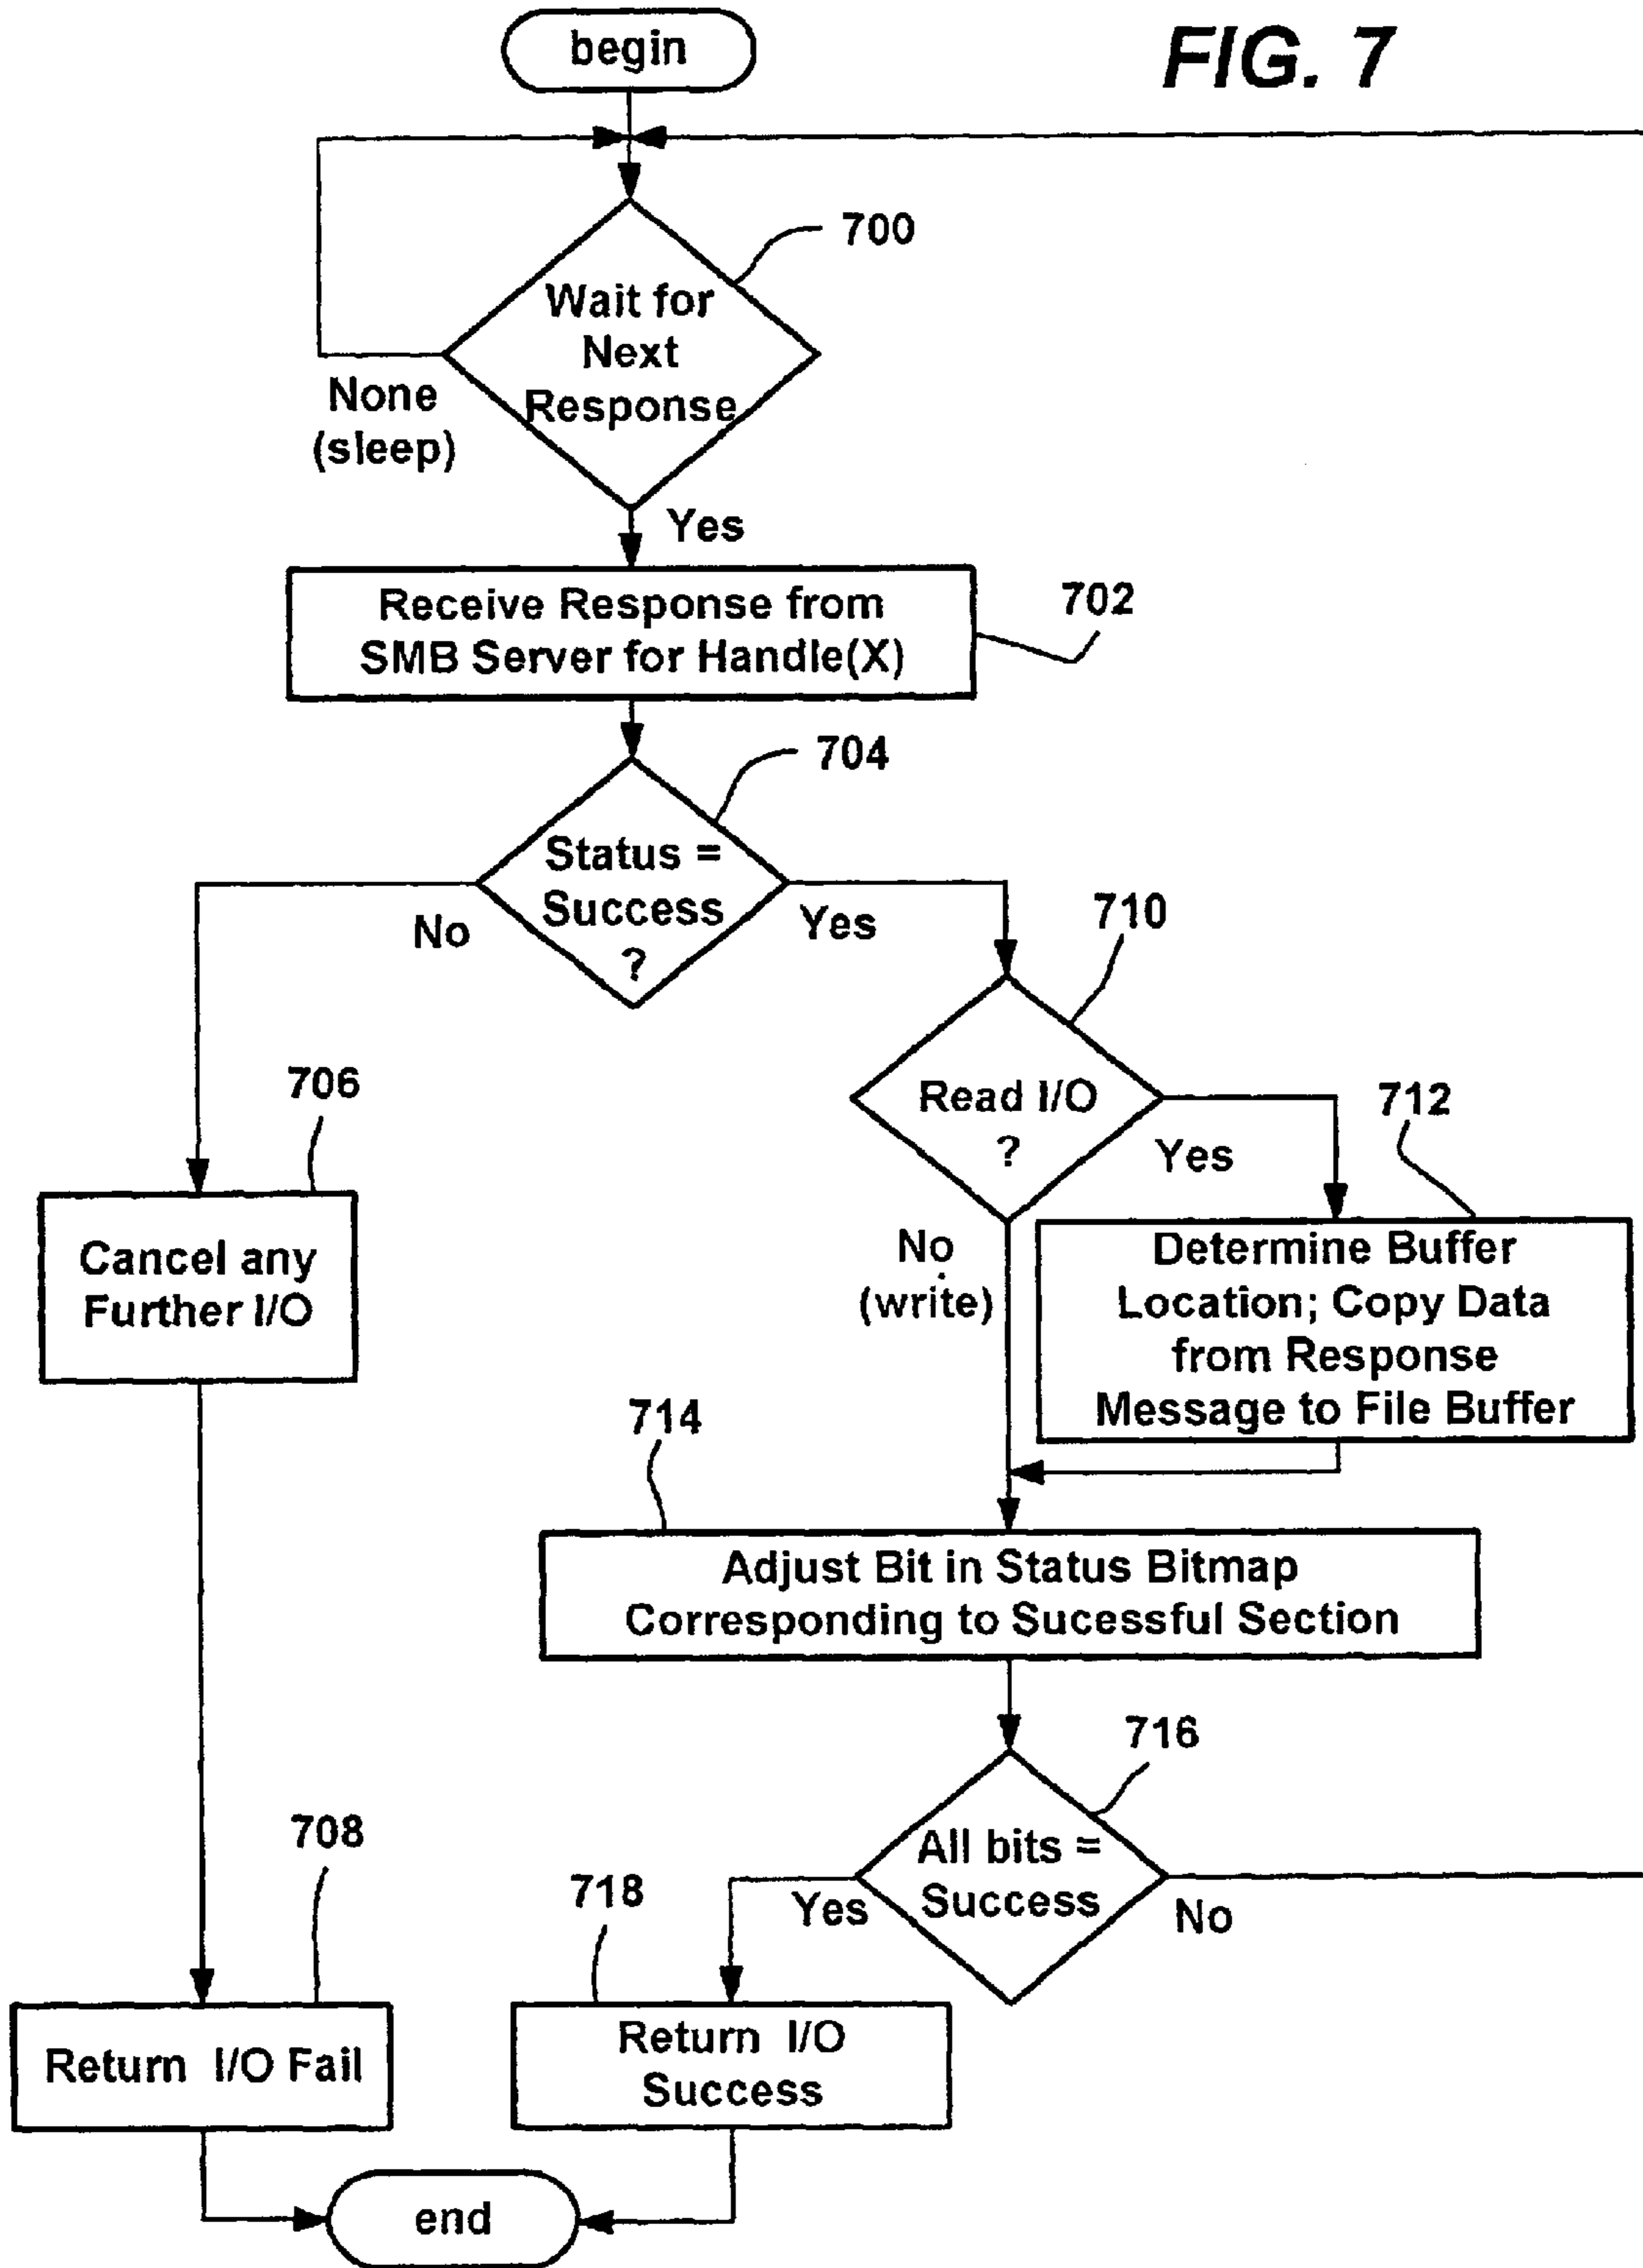 begin
FIG. 7
700
Wait for
Next
Response
None
(sleep)
Yes
Receive Response from
SMB Server for Handle(X)
702
704
Status =
Success
?
No
Yes
710
706
Read I/O
?
Yes
712
Cancel any
Further I/O
No
(write)
Determine Buffer
Location; Copy Data
from Response
Message to File Buffer
714
Adjust Bit in Status Bitmap
Corresponding to Sucessful Section
716
708
All bits =
Success
Yes
No
718
Return I/O Fail
Return I/O
Success
end